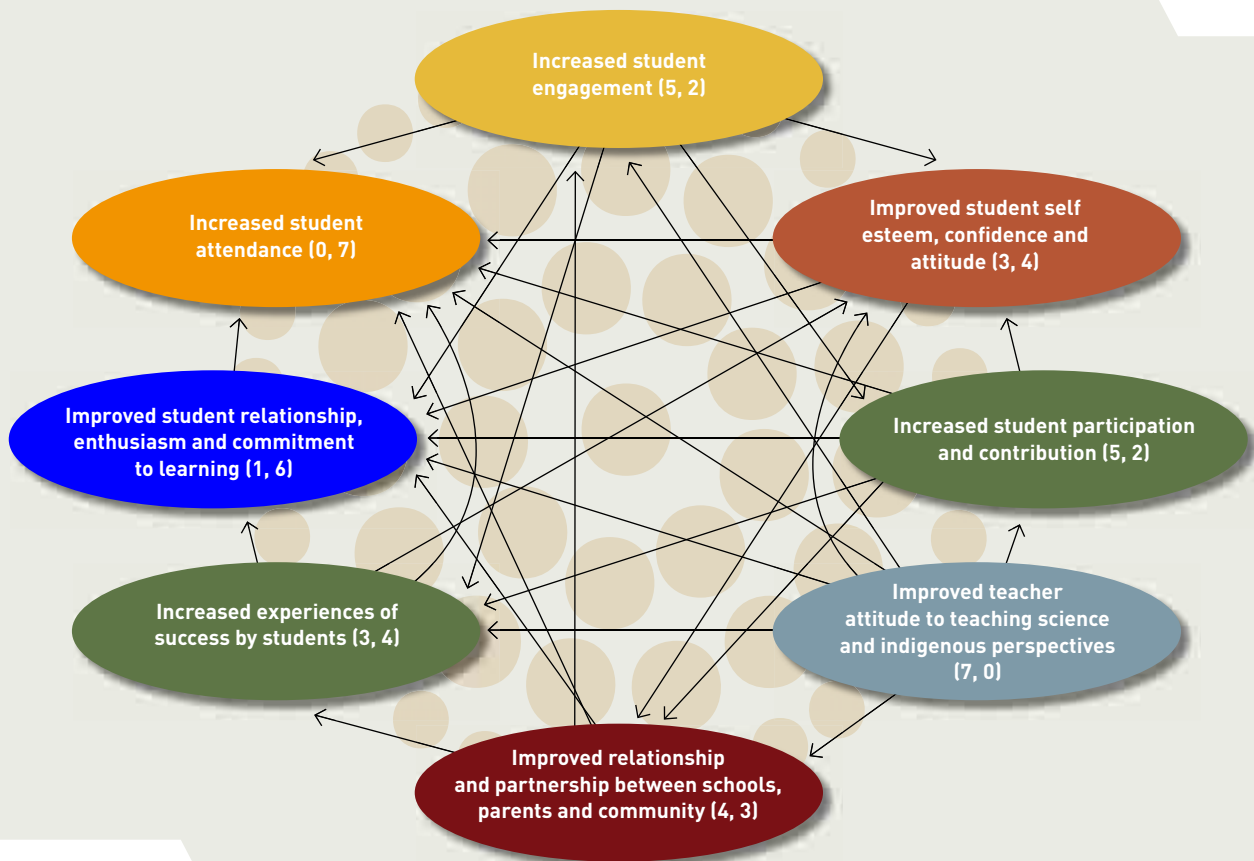 Increased student
engagement (5, 2)
Increased student
attendance (0, 7)
Improved student self
esteem, confidence and
attitude (3, 4)
Improved student relationship,
enthusiasm and commitment
to learning (1, 6)
Increased student participation
and contribution (5, 2)
Increased experiences of
success by students (3, 4)
Improved teacher
attitude to teaching science
and indigenous perspectives
(7, 0)
Improved relationship
and partnership between schools,
parents and community (4, 3)